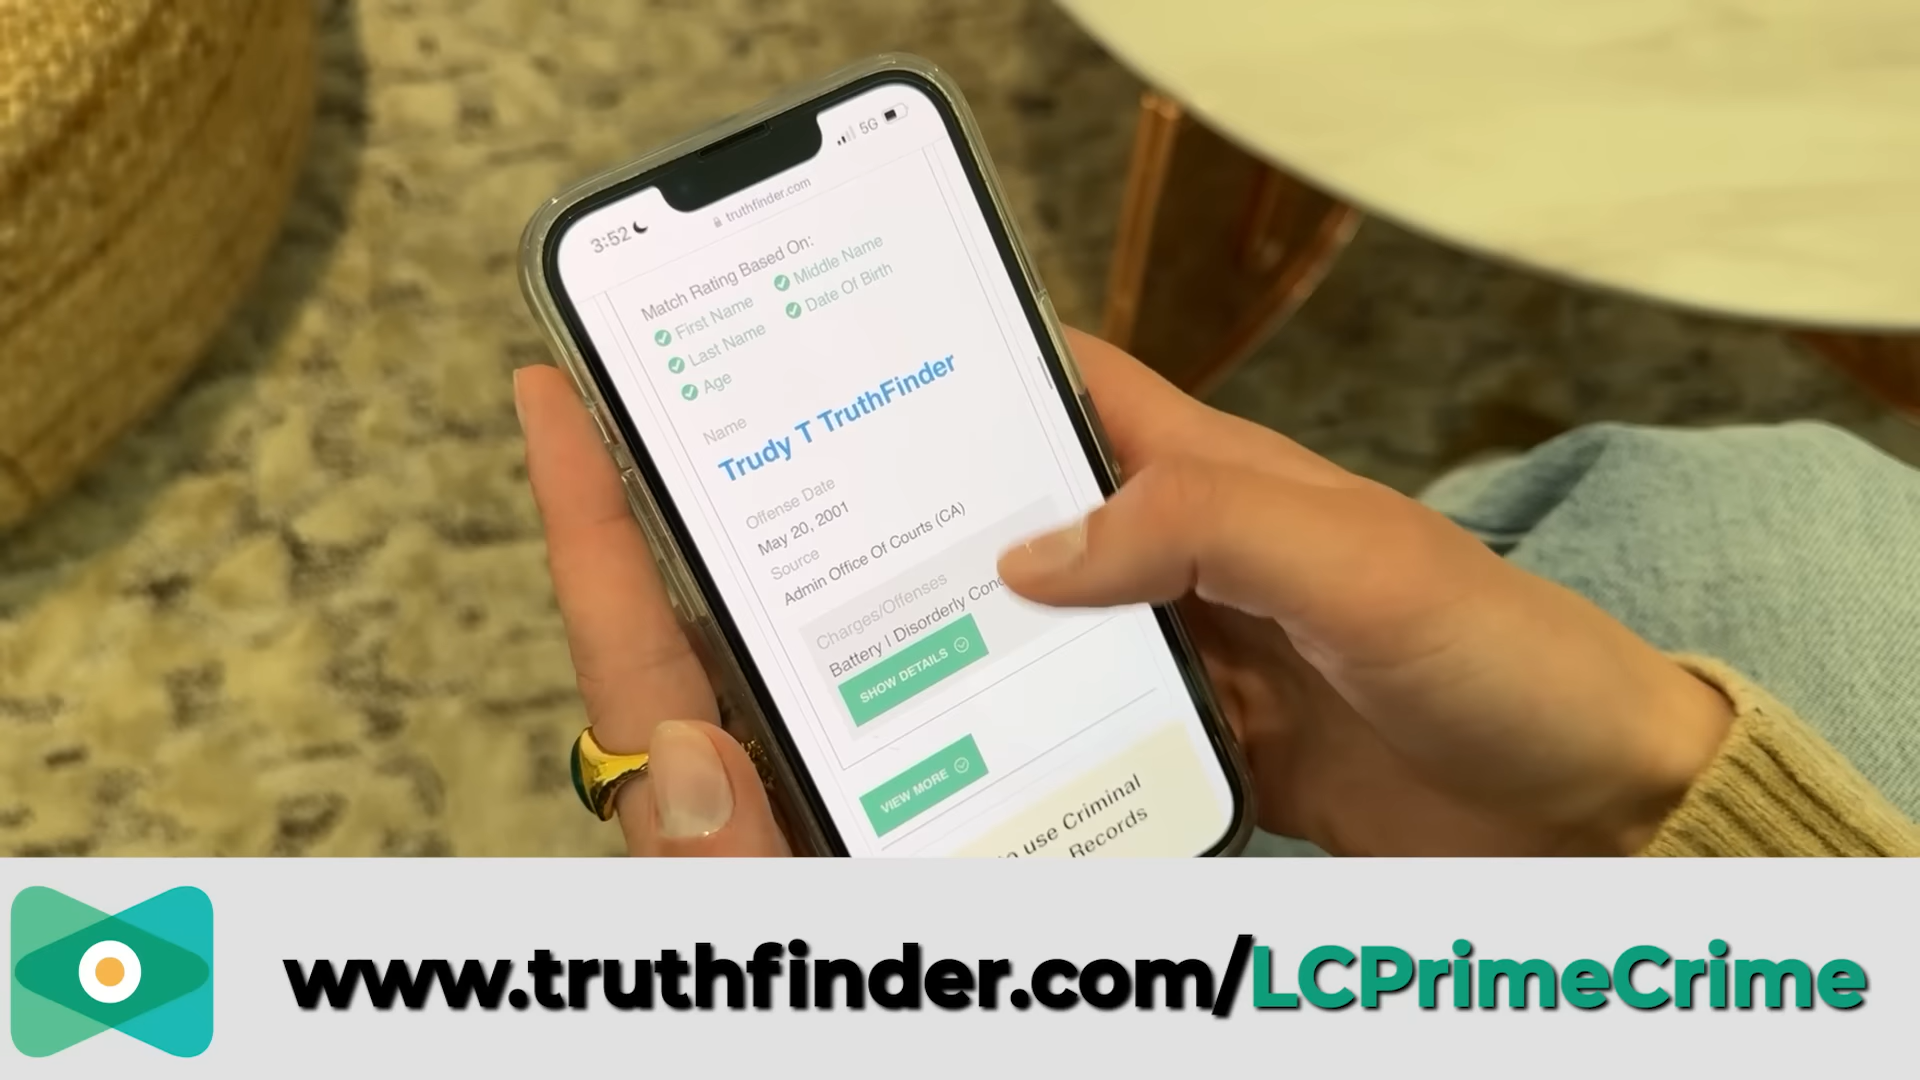 3:52
5G
truthfinder.com
Match Rating Based On:
First Name
Middle Name
Last Name
Date Of Birth
Age
Name
Trudy T TruthFinder
Offense Date
May 20, 2001
Source
Admin Office Of Courts (CA)
Charges/Offenses
Battery | Disorderly
SHOW DETAILS
VIEW MORE
use Criminal
Records
www.truthfinder.com/LCPrimeCrime